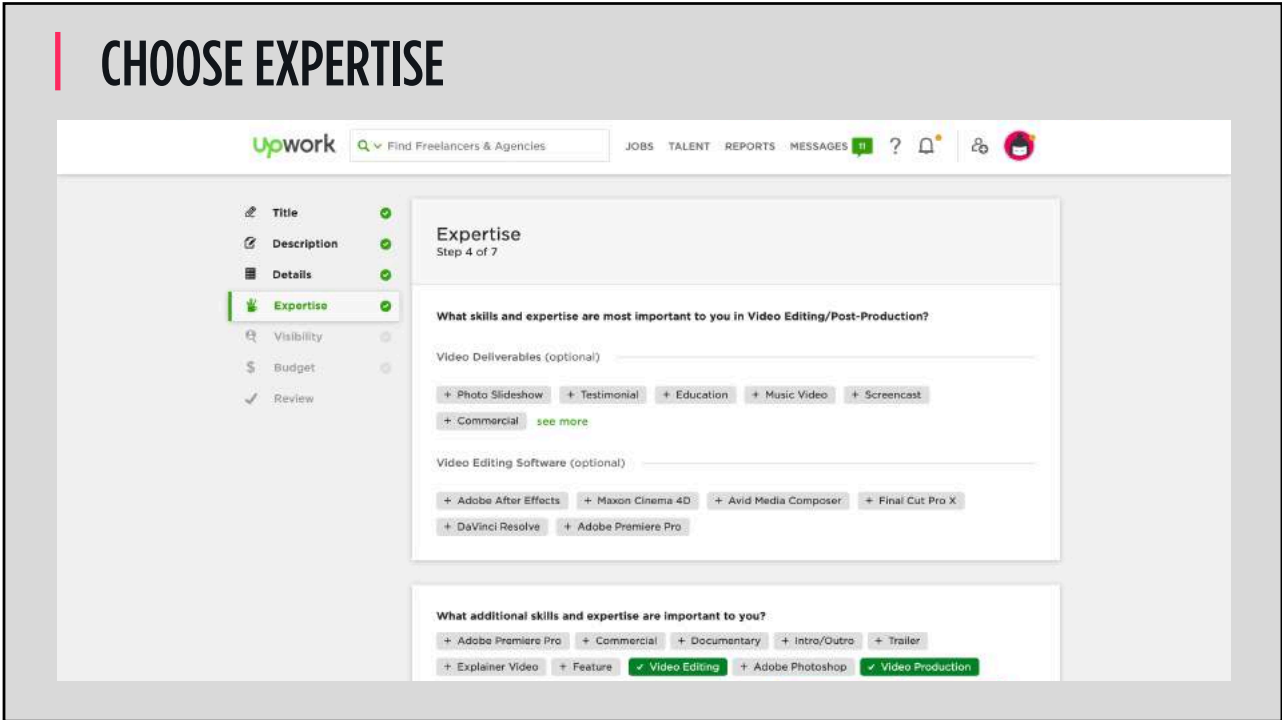 CHOOSE EXPERTISE
Upwork Find Freelancers & Agencies JOBS TALENT REPORTS MESSAGES 11 ?
Title
Description
Details
Expertise
Visibility
$ Budget
Review
Expertise
Step 4 of 7
What skills and expertise are most important to you in Video Editing/Post-Production?
Video Deliverables (optional)
+ Photo Slideshow + Testimonial + Education + Music Video + Screencast
+ Commercial see more
Video Editing Software (optional)
+ Adobe After Effects + Maxon Cinema 4D + Avid Media Composer + Final Cut Pro X
+ DaVinci Resolve + Adobe Premiere Pro
What additional skills and expertise are important to you?
+ Adobe Premiere Pro + Commercial + Documentary + Intro/Outro + Trailer
+ Explainer Video + Feature ✓ Video Editing + Adobe Photoshop ✓ Video Production